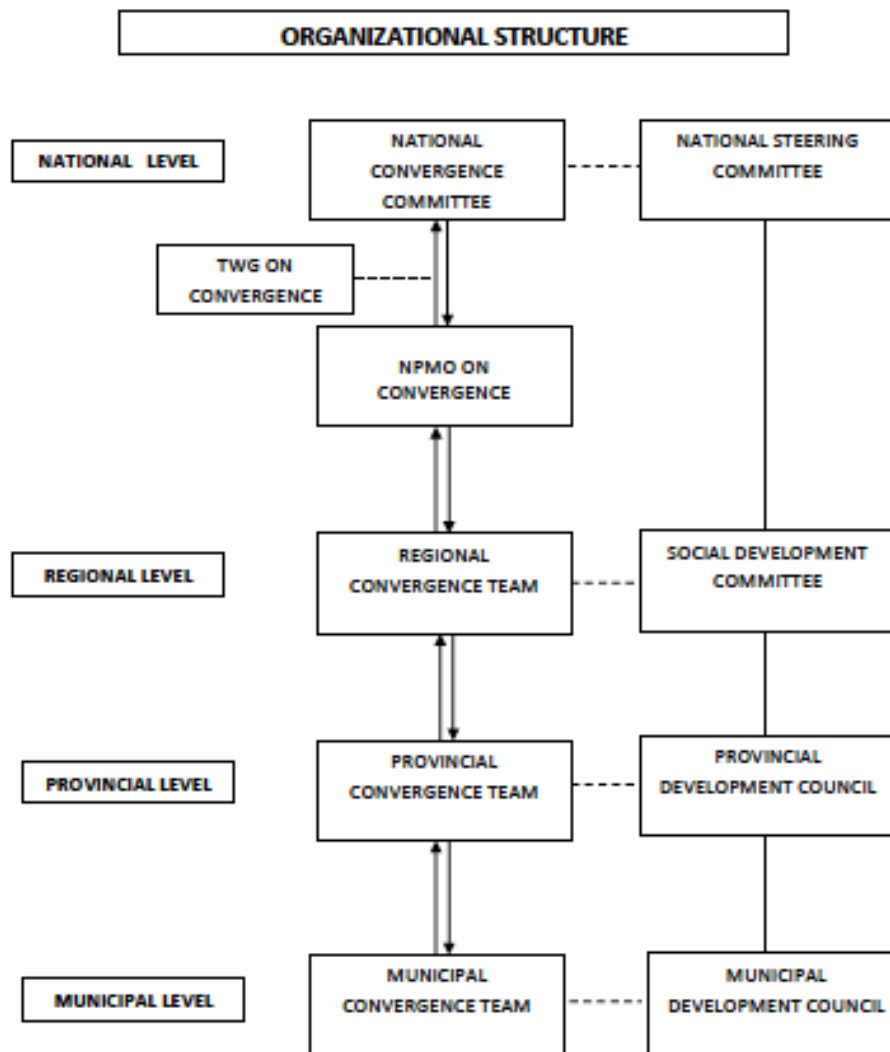 ORGANIZATIONAL STRUCTURE
NATIONAL LEVEL
NATIONAL
CONVERGENCE
COMMITTEE
NATIONAL STEERING
COMMITTEE
TWG ON
CONVERGENCE
NPMO ON
CONVERGENCE
REGIONAL LEVEL
REGIONAL
CONVERGENCE TEAM
SOCIAL DEVELOPMENT
COMMITTEE
PROVINCIAL LEVEL
PROVINCIAL
CONVERGENCE TEAM
PROVINCIAL
DEVELOPMENT COUNCIL
MUNICIPAL LEVEL
MUNICIPAL
CONVERGENCE TEAM
MUNICIPAL
DEVELOPMENT COUNCIL